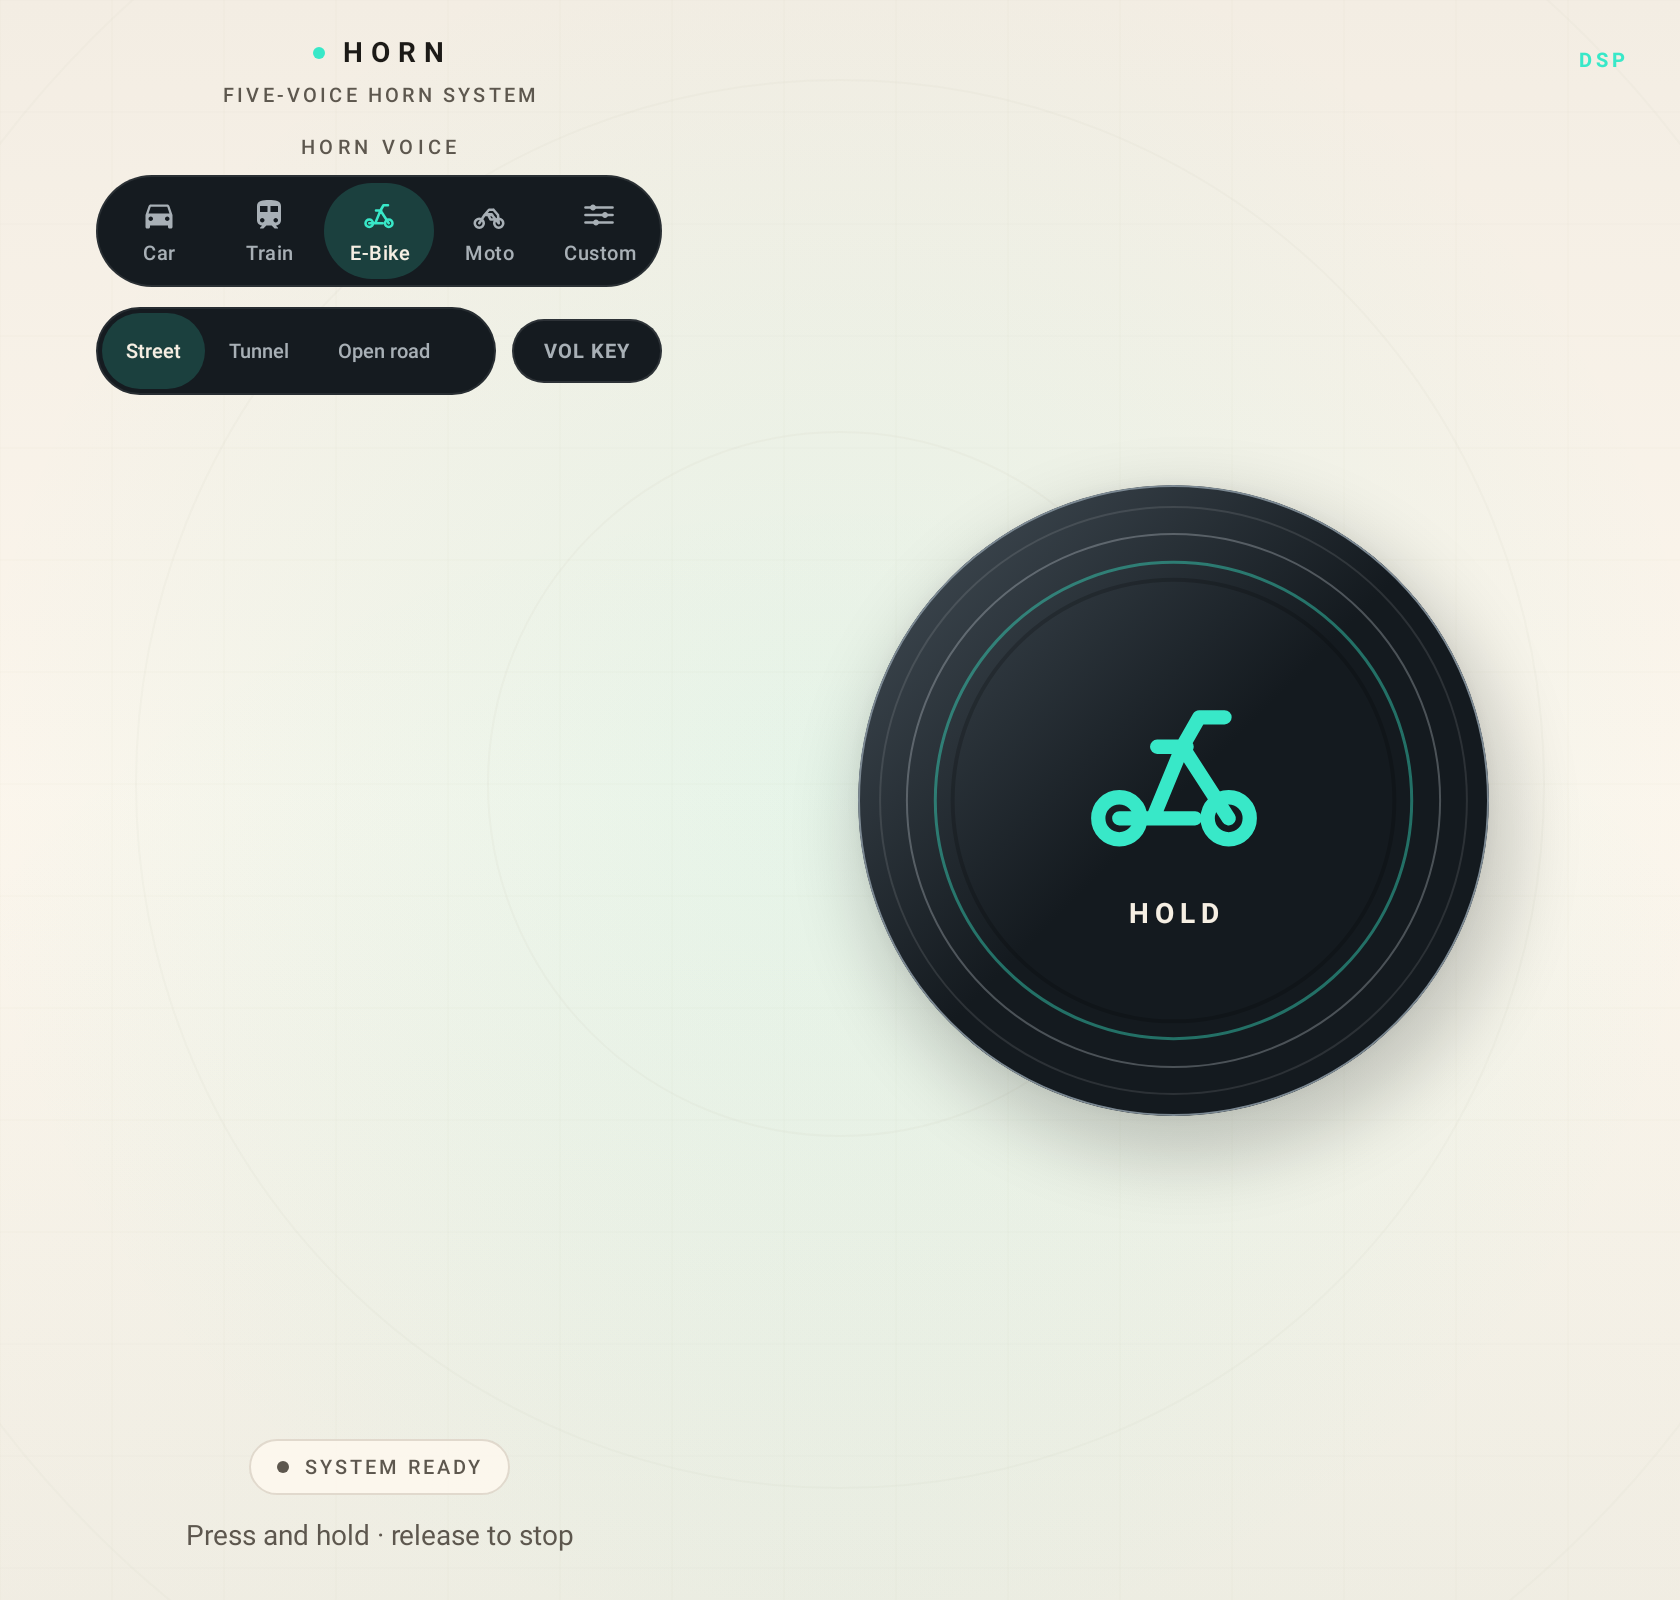 HORN
DSP
FIVE-VOICE HORN SYSTEM
HORN VOICE
Car Train E-Bike Moto Custom
Street Tunnel Open road VOL KEY
HOLD
SYSTEM READY
Press and hold · release to stop